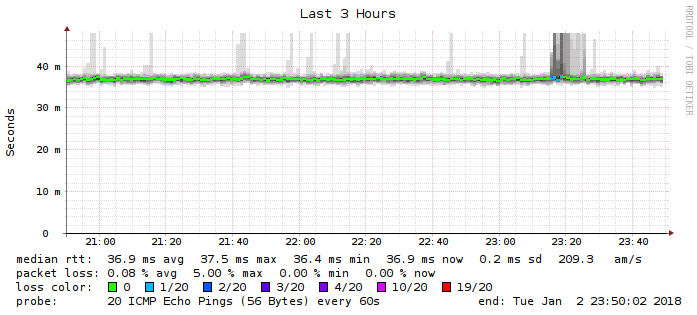 Last 3 Hours
RRDTOOL / TOBI OETIKER
Seconds
40 m
30 m
20 m
10 m
0
21:00 21:20 21:40 22:00 22:20 22:40 23:00 23:20 23:40
median rtt: 36.9 ms avg 37.5 ms max 36.4 ms min 36.9 ms now 0.2 ms sd 209.3 am/s
packet loss: 0.08 % avg 5.00 % max 0.00 % min 0.00 % now
loss color: 0 1/20 2/20 3/20 4/20 10/20 19/20
probe: 20 ICMP Echo Pings (56 Bytes) every 60s end: Tue Jan 2 23:50:02 2018